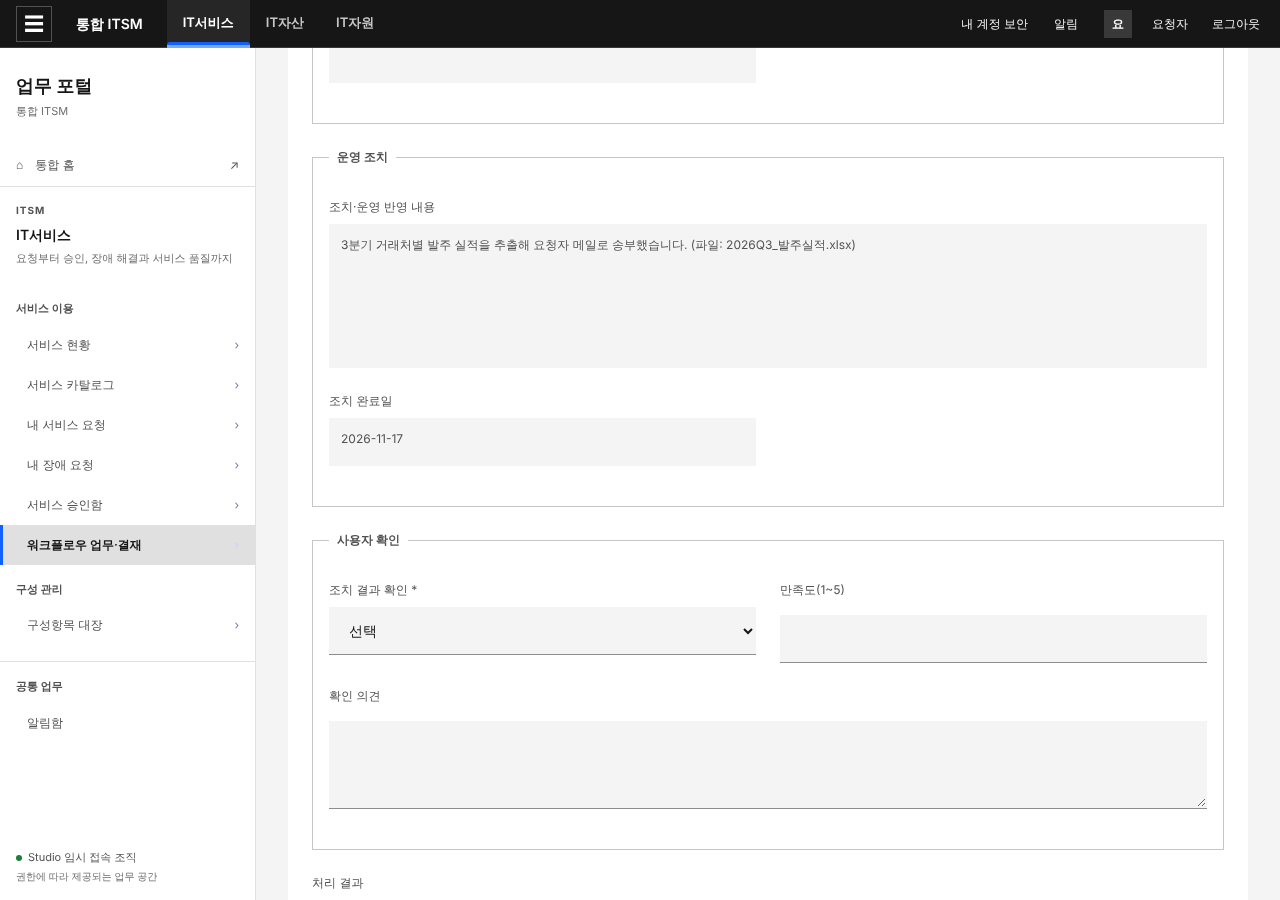 통합 ITSM
IT서비스
IT자산
IT자원
내 계정 보안
알림
요
요청자
로그아웃
업무 포털
통합 ITSM
통합 홈
ITSM
IT서비스
요청부터 승인, 장애 해결과 서비스 품질까지
서비스 이용
서비스 현황
서비스 카탈로그
내 서비스 요청
내 장애 요청
서비스 승인함
워크플로우 업무·결재
구성 관리
구성항목 대장
공통 업무
알림함
Studio 임시 접속 조직
권한에 따라 제공되는 업무 공간
운영 조치
조치·운영 반영 내용
3분기 거래처별 발주 실적을 추출해 요청자 메일로 송부했습니다. (파일: 2026Q3_발주실적.xlsx)
조치 완료일
2026-11-17
사용자 확인
조치 결과 확인 *
만족도(1~5)
선택
확인 의견
처리 결과